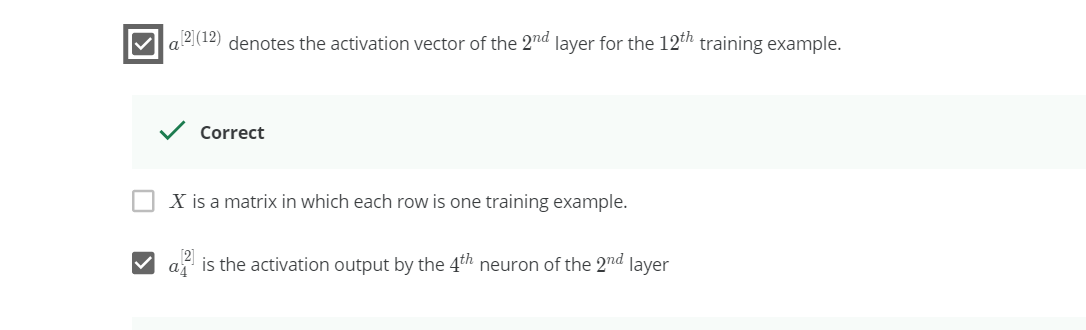 a^{[2](12)} denotes the activation vector of the 2^{nd} layer for the 12^{th} training example.
Correct
X is a matrix in which each row is one training example.
a_4^{[2]} is the activation output by the 4^{th} neuron of the 2^{nd} layer